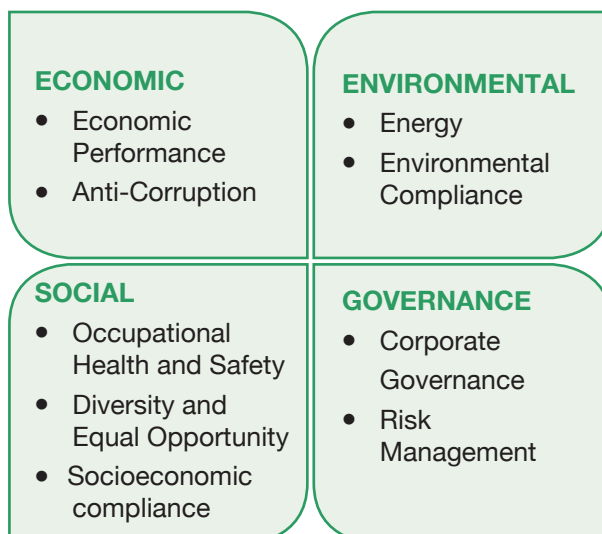 ECONOMIC
• Economic
Performance
• Anti-Corruption
ENVIRONMENTAL
• Energy
• Environmental
Compliance
SOCIAL
• Occupational
Health and Safety
• Diversity and
Equal Opportunity
• Socioeconomic
compliance
GOVERNANCE
• Corporate
Governance
• Risk
Management